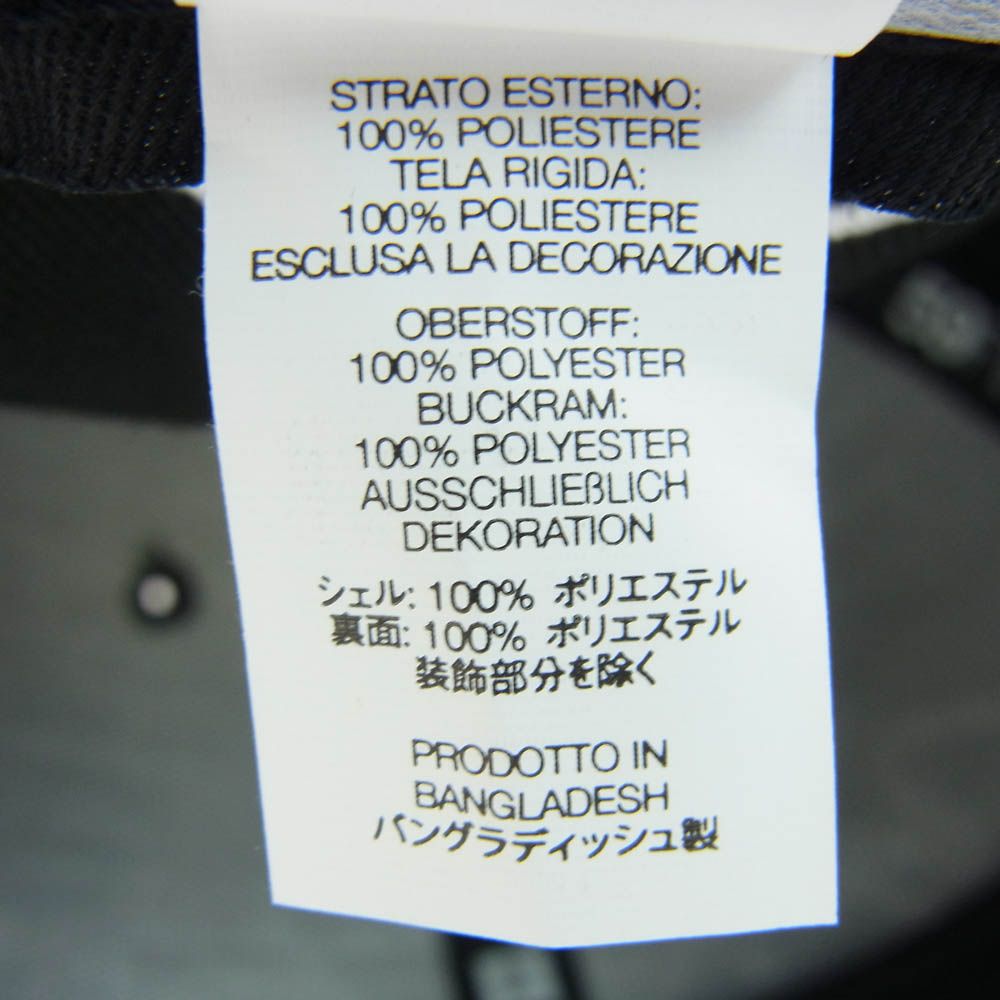 STRATO ESTERNO:
100% POLIESTERE
TELA RIGIDA:
100% POLIESTERE
ESCLUSA LA DECORAZIONE
OBERSTOFF:
100% POLYESTER
BUCKRAM:
100% POLYESTER
AUSSCHLIEßLICH
DEKORATION
シェル: 100% ポリエステル
裏面: 100% ポリエステル
装飾部分を除く
PRODOTTO IN
BANGLADESH
バングラディッシュ製